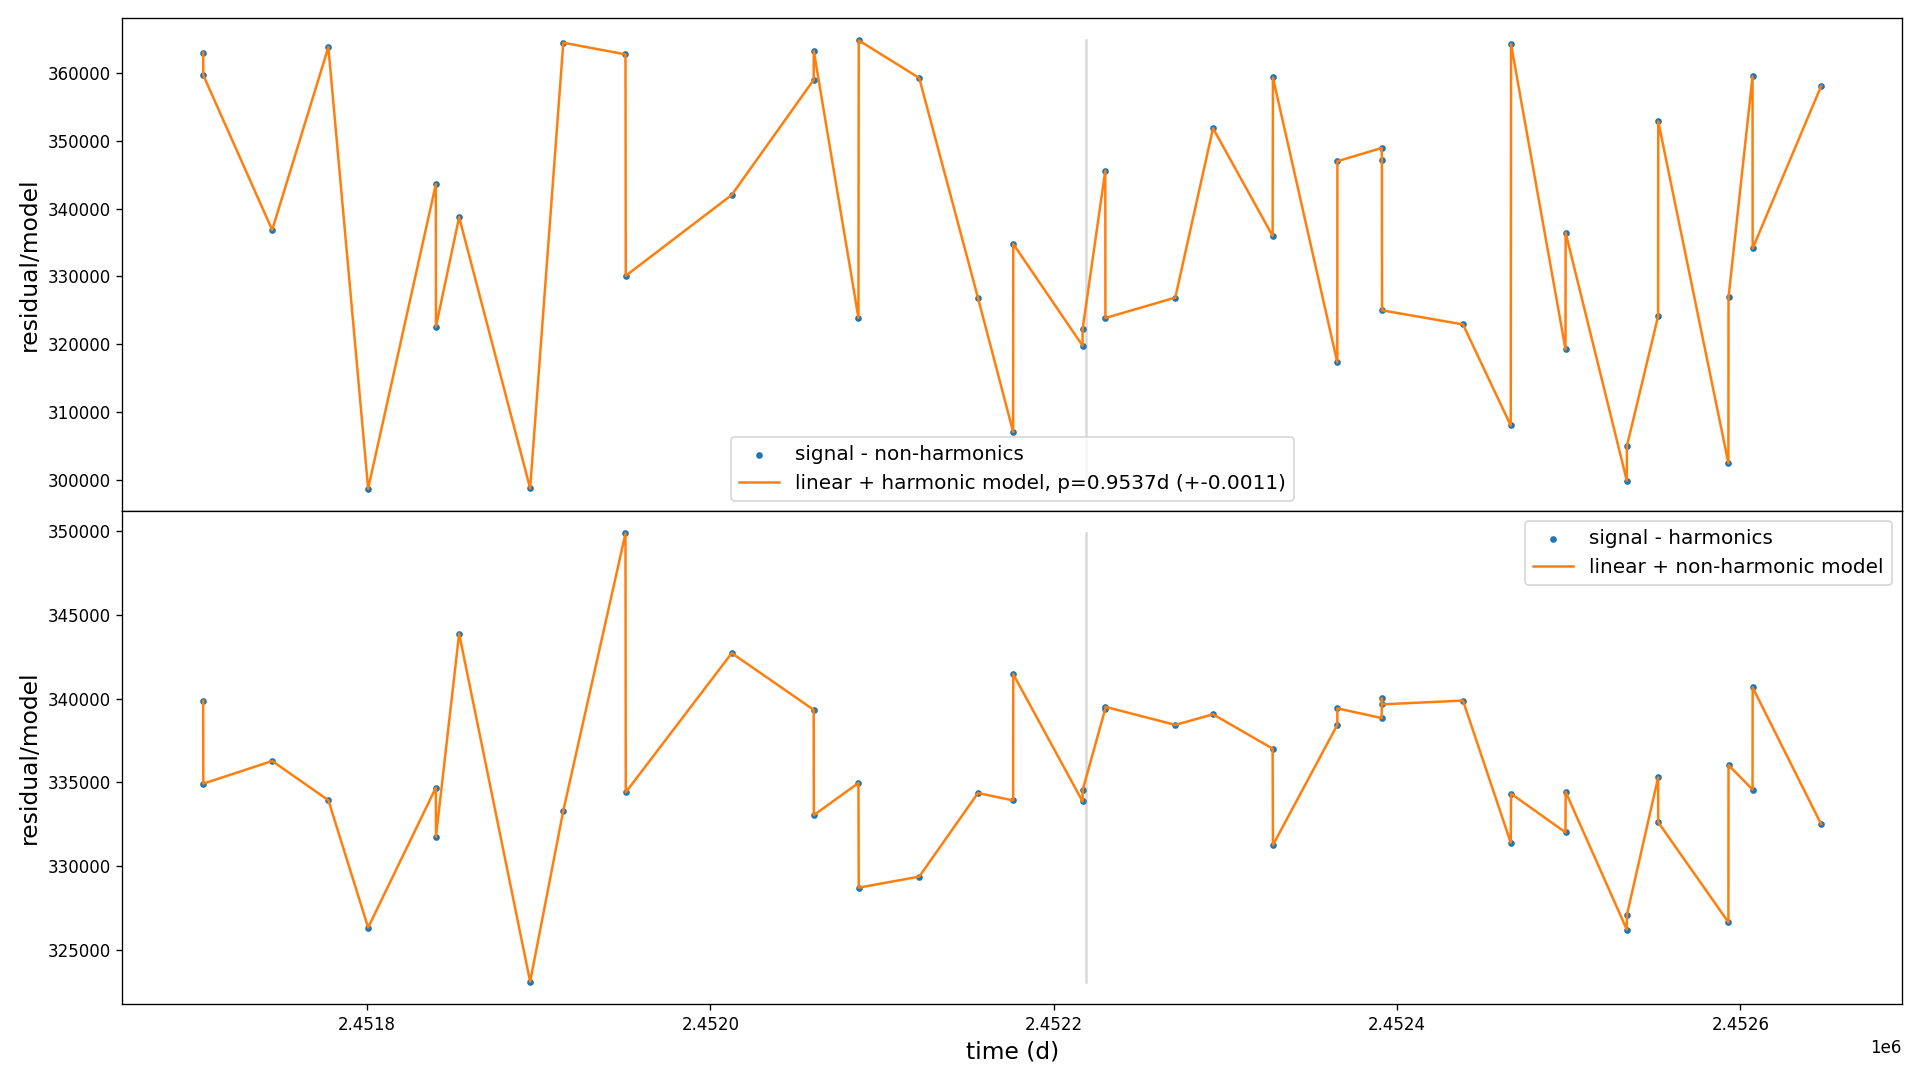 360000
350000
340000
330000
320000
310000
300000
residual/model
signal - non-harmonics
linear + harmonic model, p=0.9537d (+-0.0011)
350000
345000
340000
335000
330000
325000
residual/model
signal - harmonics
linear + non-harmonic model
2.4518 2.4520 2.4522 2.4524 2.4526
1e6
time (d)